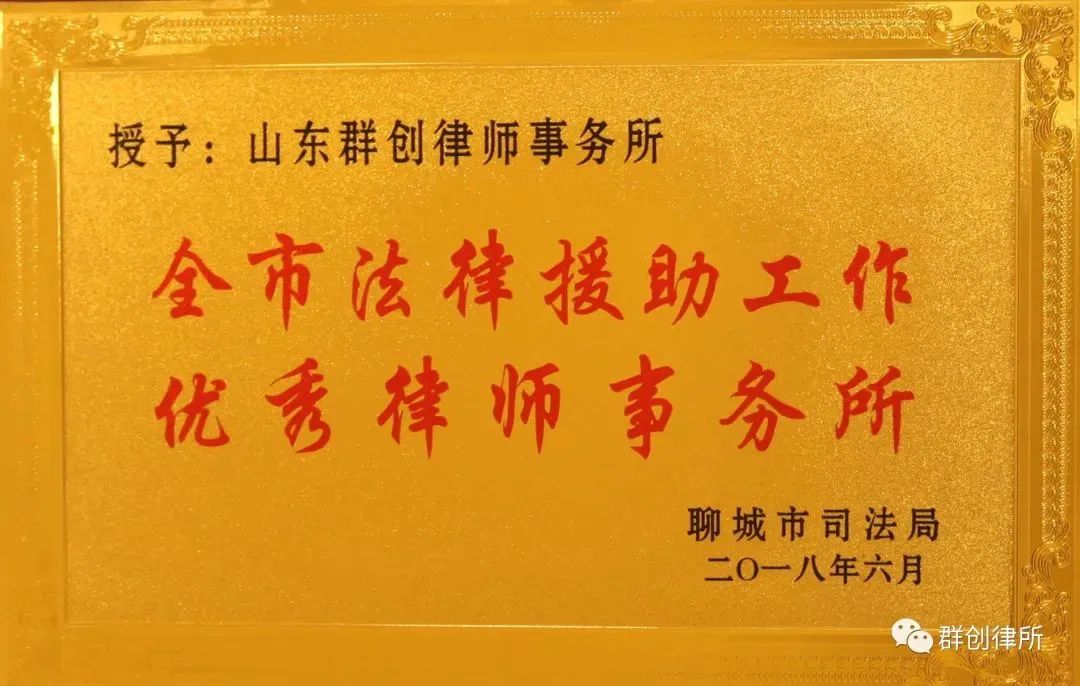 授予：山东群创律师事务所
全市法律援助工作
优秀律师事务所
聊城市司法局
二〇一八年六月
群创律所